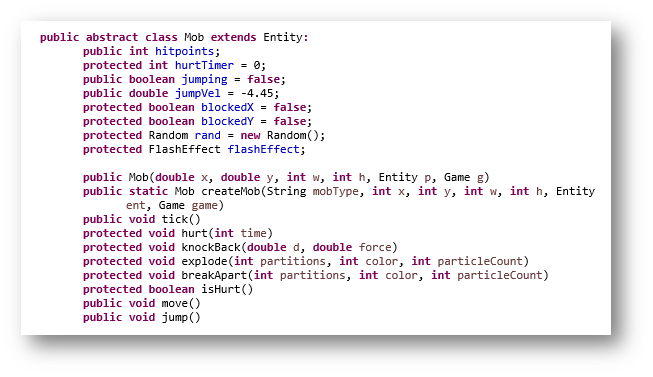 public abstract class Mob extends Entity:
public int hitpoints;
protected int hurtTimer = 0;
public boolean jumping = false;
public double jumpVel = -4.45;
protected boolean blockedX = false;
protected boolean blockedY = false;
protected Random rand = new Random();
protected FlashEffect flashEffect;
public Mob(double x, double y, int w, int h, Entity p, Game g)
public static Mob createMob(String mobType, int x, int y, int w, int h, Entity
ent, Game game)
public void tick()
protected void hurt(int time)
protected void knockBack(double d, double force)
protected void explode(int partitions, int color, int particleCount)
protected void breakApart(int partitions, int color, int particleCount)
protected boolean isHurt()
public void move()
public void jump()